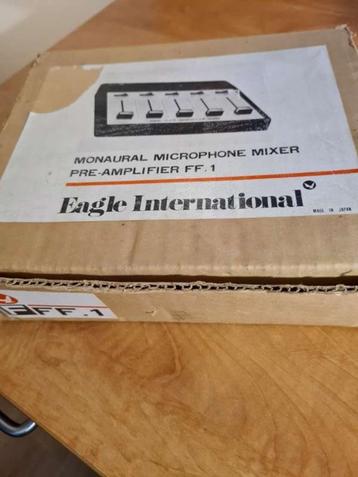 MONAURAL MICROPHONE MIXER
PRE-AMPLIFIER FF.1
Eagle International
MADE IN JAPAN
FF.1